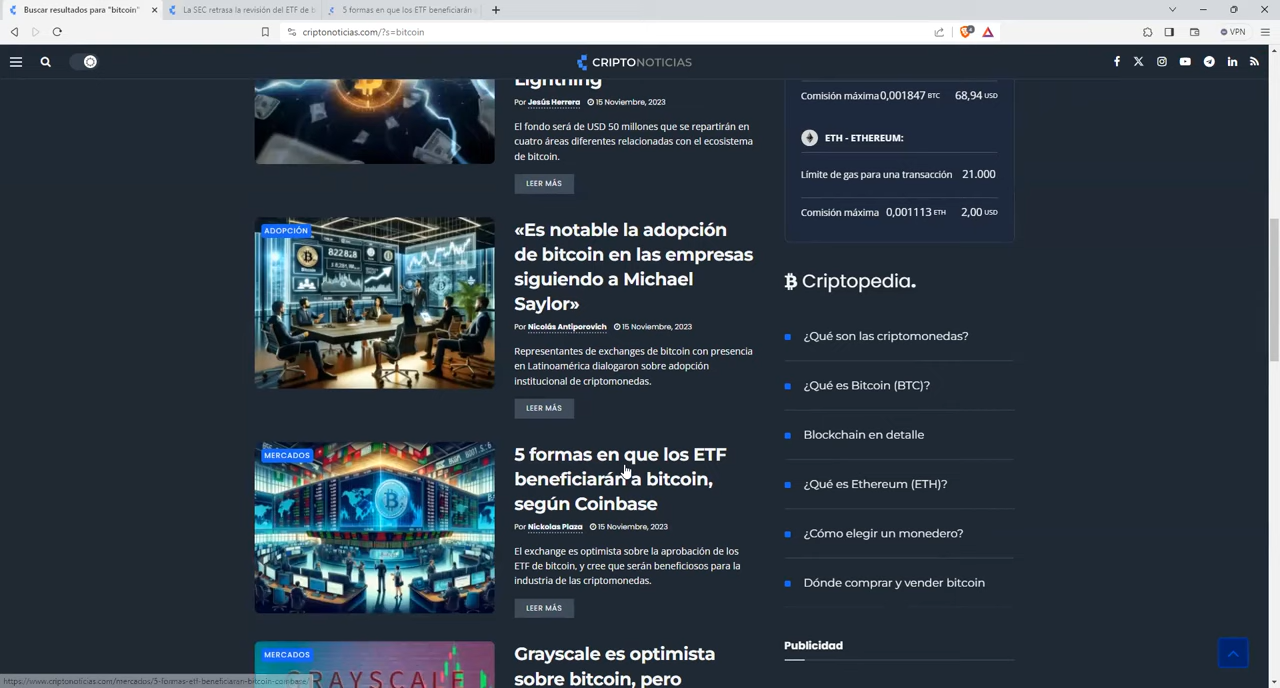 Buscar resultados para "bitcoin"
La SEC retrasa la revisión del ETF de b
5 formas en que los ETF beneficiarán
criptonoticias.com/?s=bitcoin
VPN
CRIPTONOTICIAS
Lightning
Por Jesús Herrera 15 Noviembre, 2023
El fondo será de USD 50 millones que se repartirán en
cuatro áreas diferentes relacionadas con el ecosistema
de bitcoin.
LEER MÁS
ADOPCIÓN
«Es notable la adopción
de bitcoin en las empresas
siguiendo a Michael
Saylor»
Por Nicolás Antiporovich 15 Noviembre, 2023
Representantes de exchanges de bitcoin con presencia
en Latinoamérica dialogaron sobre adopción
institucional de criptomonedas.
LEER MÁS
MERCADOS
5 formas en que los ETF
beneficiarán a bitcoin,
según Coinbase
Por Nickolas Plaza 15 Noviembre, 2023
El exchange es optimista sobre la aprobación de los
ETF de bitcoin, y cree que serán beneficiosos para la
industria de las criptomonedas.
LEER MÁS
MERCADOS
GRAYSCALE
Grayscale es optimista
sobre bitcoin, pero
Comisión máxima 0,001847 BTC 68,94 USD
ETH - ETHEREUM:
Límite de gas para una transacción 21.000
Comisión máxima 0,001113 ETH 2,00 USD
Criptopedia.
¿Qué son las criptomonedas?
¿Qué es Bitcoin (BTC)?
Blockchain en detalle
¿Qué es Ethereum (ETH)?
¿Cómo elegir un monedero?
Dónde comprar y vender bitcoin
Publicidad
https://www.criptonoticias.com/mercados/5-formas-etf-beneficiaran-bitcoin-coinbase/